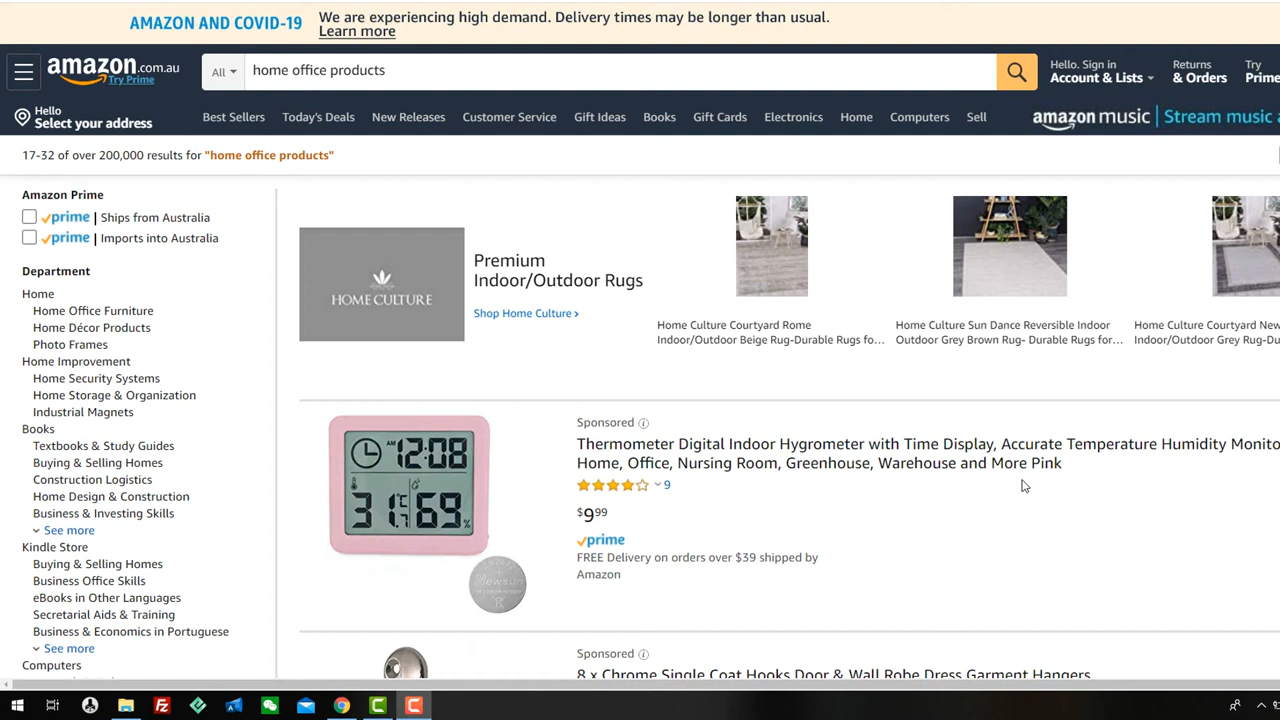 AMAZON AND COVID-19
We are experiencing high demand. Delivery times may be longer than usual.
Learn more
amazon.com.au
Try Prime
All
home office products
Hello. Sign in
Account & Lists
Returns
& Orders
Try
Prime
Hello
Select your address
Best Sellers
Today's Deals
New Releases
Customer Service
Gift Ideas
Books
Gift Cards
Electronics
Home
Computers
Sell
amazon music
Stream music
17-32 of over 200,000 results for "home office products"
Amazon Prime
prime | Ships from Australia
prime | Imports into Australia
Department
Home
Home Office Furniture
Home Décor Products
Photo Frames
Home Improvement
Home Security Systems
Home Storage & Organization
Industrial Magnets
Books
Textbooks & Study Guides
Buying & Selling Homes
Construction Logistics
Home Design & Construction
Business & Investing Skills
See more
Kindle Store
Buying & Selling Homes
Business Office Skills
eBooks in Other Languages
Secretarial Aids & Training
Business & Economics in Portuguese
See more
Computers
HOME CULTURE
Premium
Indoor/Outdoor Rugs
Shop Home Culture ›
Home Culture Courtyard Rome
Indoor/Outdoor Beige Rug-Durable Rugs fo...
Home Culture Sun Dance Reversible Indoor
Outdoor Grey Brown Rug- Durable Rugs for...
Home Culture Courtyard New
Indoor/Outdoor Grey Rug-Du
AM 12:08
31.7 °C 69 %
Sponsored
Thermometer Digital Indoor Hygrometer with Time Display, Accurate Temperature Humidity Monito
Home, Office, Nursing Room, Greenhouse, Warehouse and More Pink
9
$9.99
prime
FREE Delivery on orders over $39 shipped by
Amazon
Sponsored
8 x Chrome Single Coat Hooks Door & Wall Robe Dress Garment Hangers